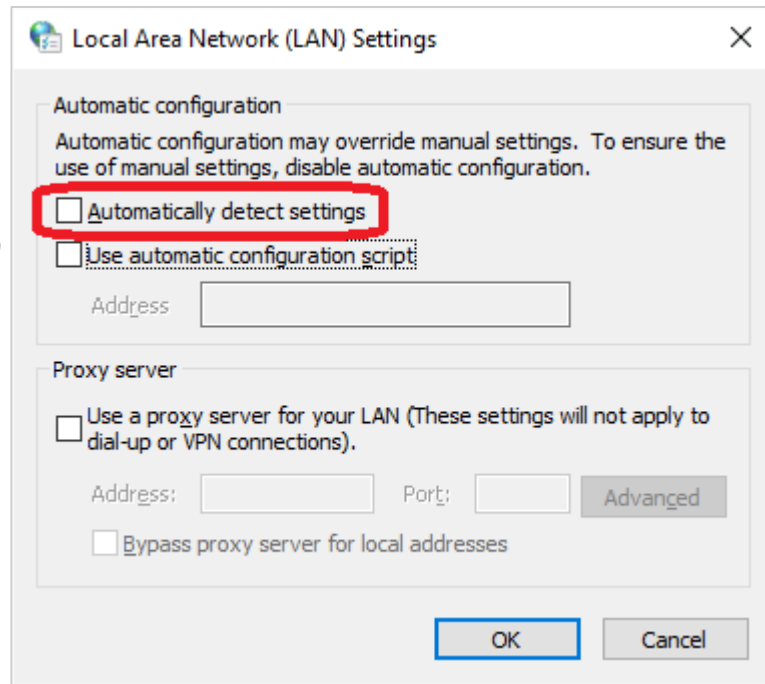 Local Area Network (LAN) Settings
Automatic configuration
Automatic configuration may override manual settings. To ensure the
use of manual settings, disable automatic configuration.
Automatically detect settings
Use automatic configuration script
Address
Proxy server
Use a proxy server for your LAN (These settings will not apply to
dial-up or VPN connections).
Address: Port: Advanced
Bypass proxy server for local addresses
OK Cancel